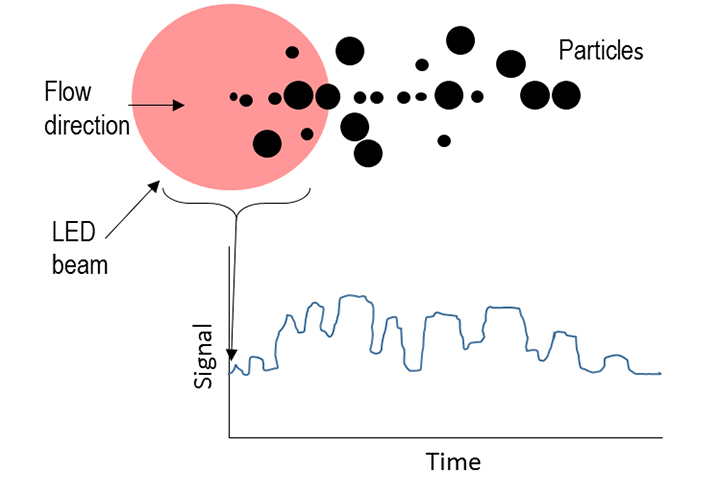 Particles
Flow
direction
LED
beam
Signal
Time